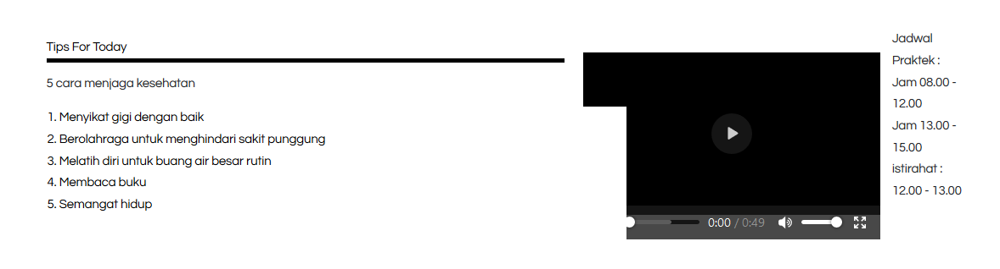 Tips For Today
5 cara menjaga kesehatan
1. Menyikat gigi dengan baik
2. Berolahraga untuk menghindari sakit punggung
3. Melatih diri untuk buang air besar rutin
4. Membaca buku
5. Semangat hidup
0:00 / 0:49
Jadwal
Praktek :
Jam 08.00 -
12.00
Jam 13.00 -
15.00
istirahat :
12.00 - 13.00